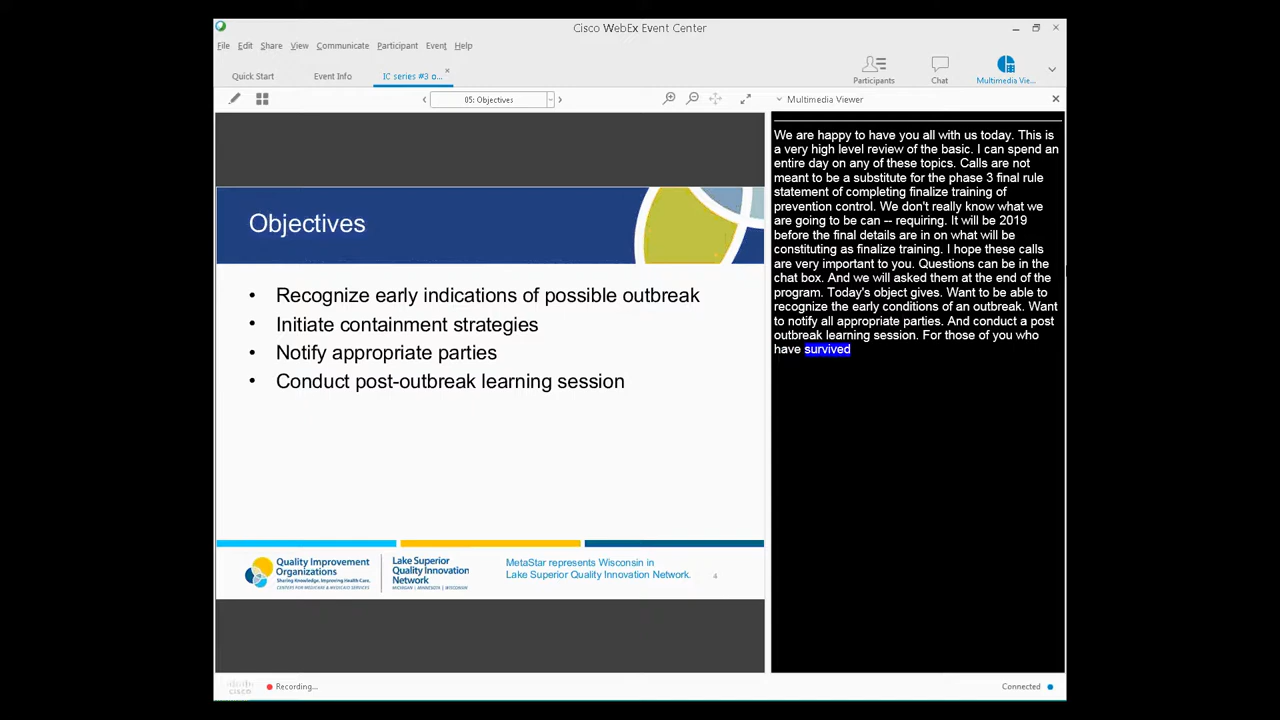 Cisco WebEx Event Center
File Edit Share View Communicate Participant Event Help
Quick Start Event Info IC series #3 o...
Participants Chat Multimedia Vie...
05: Objectives
Multimedia Viewer
Objectives
• Recognize early indications of possible outbreak
• Initiate containment strategies
• Notify appropriate parties
• Conduct post-outbreak learning session
Quality Improvement
Organizations
Sharing Knowledge. Improving Health Care.
CENTERS FOR MEDICARE & MEDICAID SERVICES
Lake Superior
Quality Innovation
Network
MICHIGAN | MINNESOTA | WISCONSIN
MetaStar represents Wisconsin in
Lake Superior Quality Innovation Network.
4
We are happy to have you all with us today. This is
a very high level review of the basic. I can spend an
entire day on any of these topics. Calls are not
meant to be a substitute for the phase 3 final rule
statement of completing finalize training of
prevention control. We don't really know what we
are going to be can -- requiring. It will be 2019
before the final details are in on what will be
constituting as finalize training. I hope these calls
are very important to you. Questions can be in the
chat box. And we will asked them at the end of the
program. Today's object gives. Want to be able to
recognize the early conditions of an outbreak. Want
to notify all appropriate parties. And conduct a post
outbreak learning session. For those of you who
have survived
CISCO
Recording...
Connected